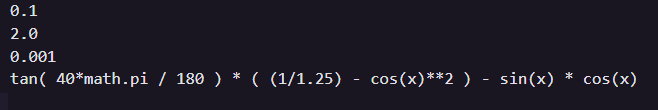 0.1
2.0
0.001
tan( 40*math.pi / 180 ) * ( (1/1.25) - cos(x)**2 ) - sin(x) * cos(x)